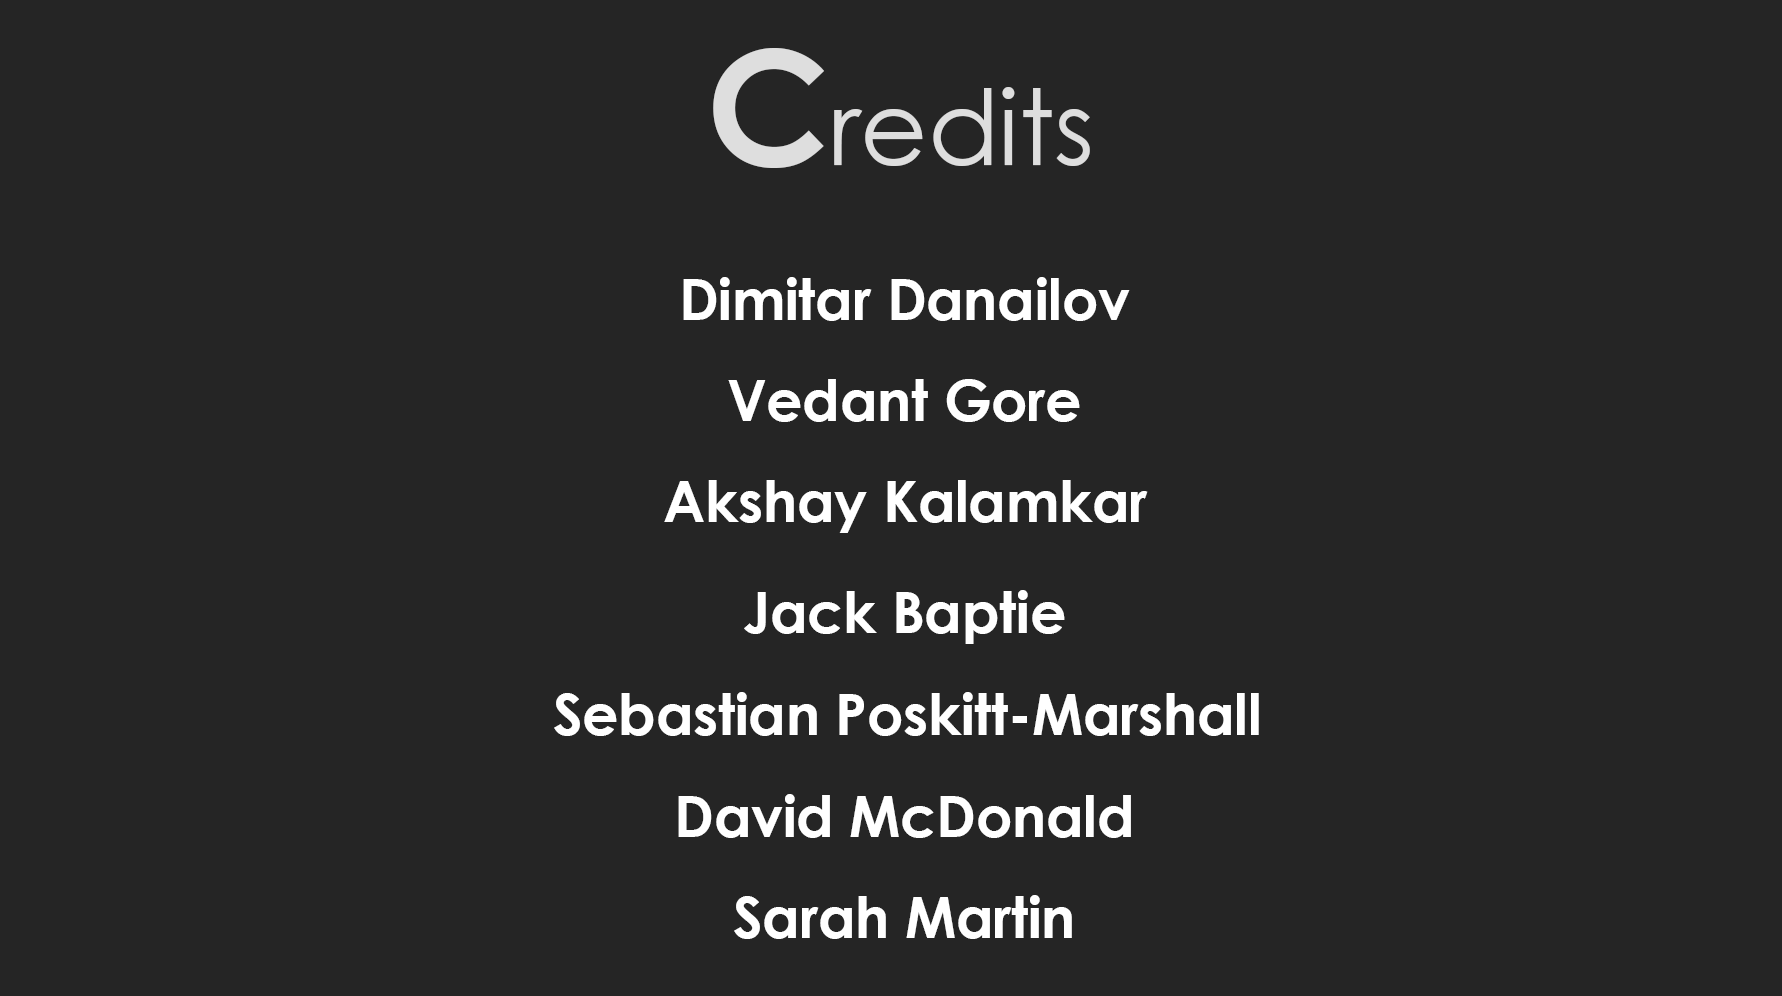 Credits
Dimitar Danailov
Vedant Gore
Akshay Kalamkar
Jack Baptie
Sebastian Poskitt-Marshall
David McDonald
Sarah Martin